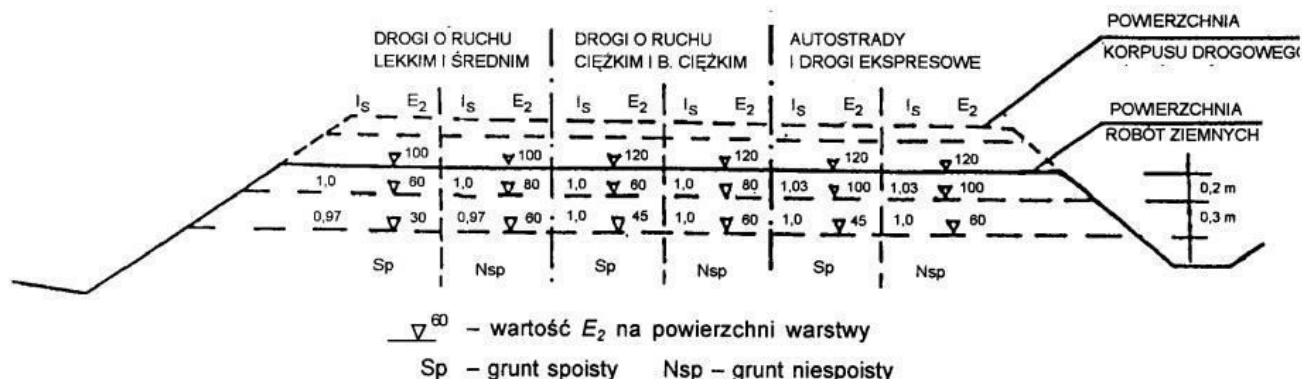 DROGI O RUCHU LEKKIM I ŚREDNIM
DROGI O RUCHU CIĘŻKIM I B. CIĘŻKIM
AUTOSTRADY I DROGI EKSPRESOWE
POWIERZCHNIA KORPUSU DROGOWEGO
I_S E_2 I_S E_2 I_S E_2 I_S E_2 I_S E_2 I_S E_2
POWIERZCHNIA ROBÓT ZIEMNYCH
100 100 120 120 120 120
1,0 60 1,0 80 1,0 60 1,0 80 1,03 100 1,03 100 0,2 m
0,97 30 0,97 60 1,0 45 1,0 60 1,0 45 1,0 60 0,3 m
Sp Nsp Sp Nsp Sp Nsp
60 – wartość E_2 na powierzchni warstwy
Sp – grunt spoisty Nsp – grunt niespoisty